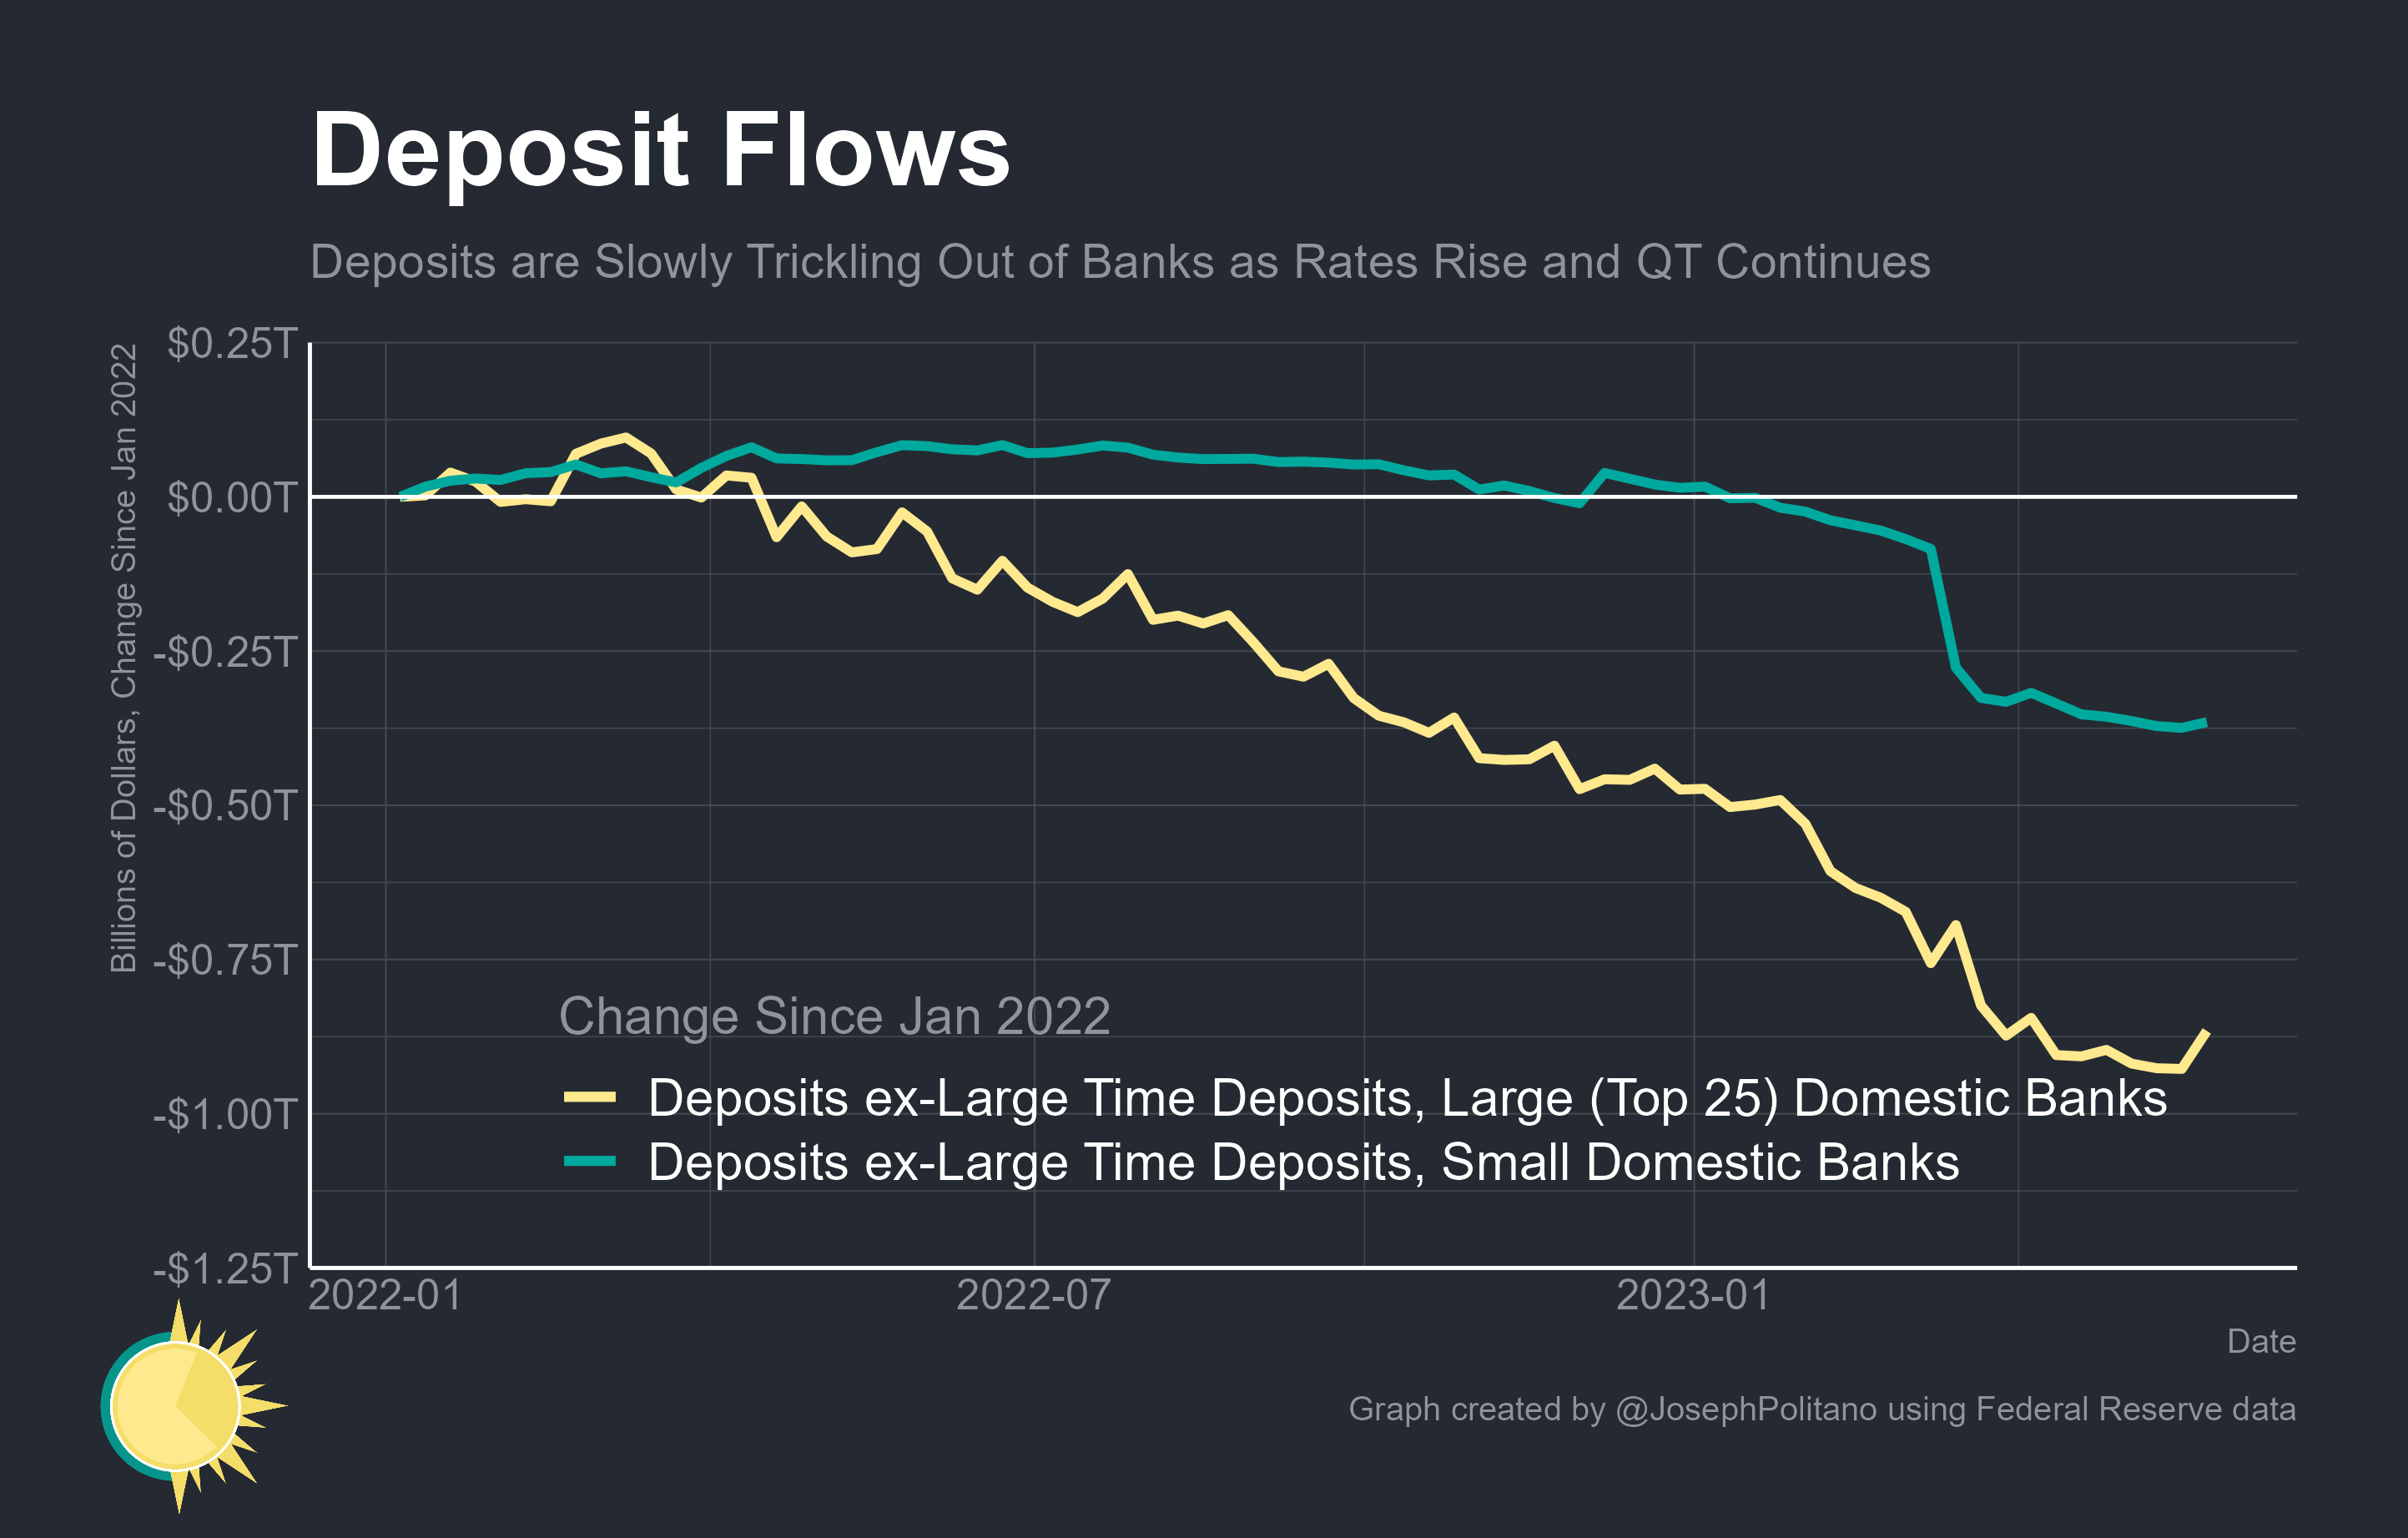 Deposit Flows
Deposits are Slowly Trickling Out of Banks as Rates Rise and QT Continues
Billions of Dollars, Change Since Jan 2022
$0.25T
$0.00T
-$0.25T
-$0.50T
-$0.75T
-$1.00T
-$1.25T
Change Since Jan 2022
Deposits ex-Large Time Deposits, Large (Top 25) Domestic Banks
Deposits ex-Large Time Deposits, Small Domestic Banks
2022-01
2022-07
2023-01
Date
Graph created by @JosephPolitano using Federal Reserve data